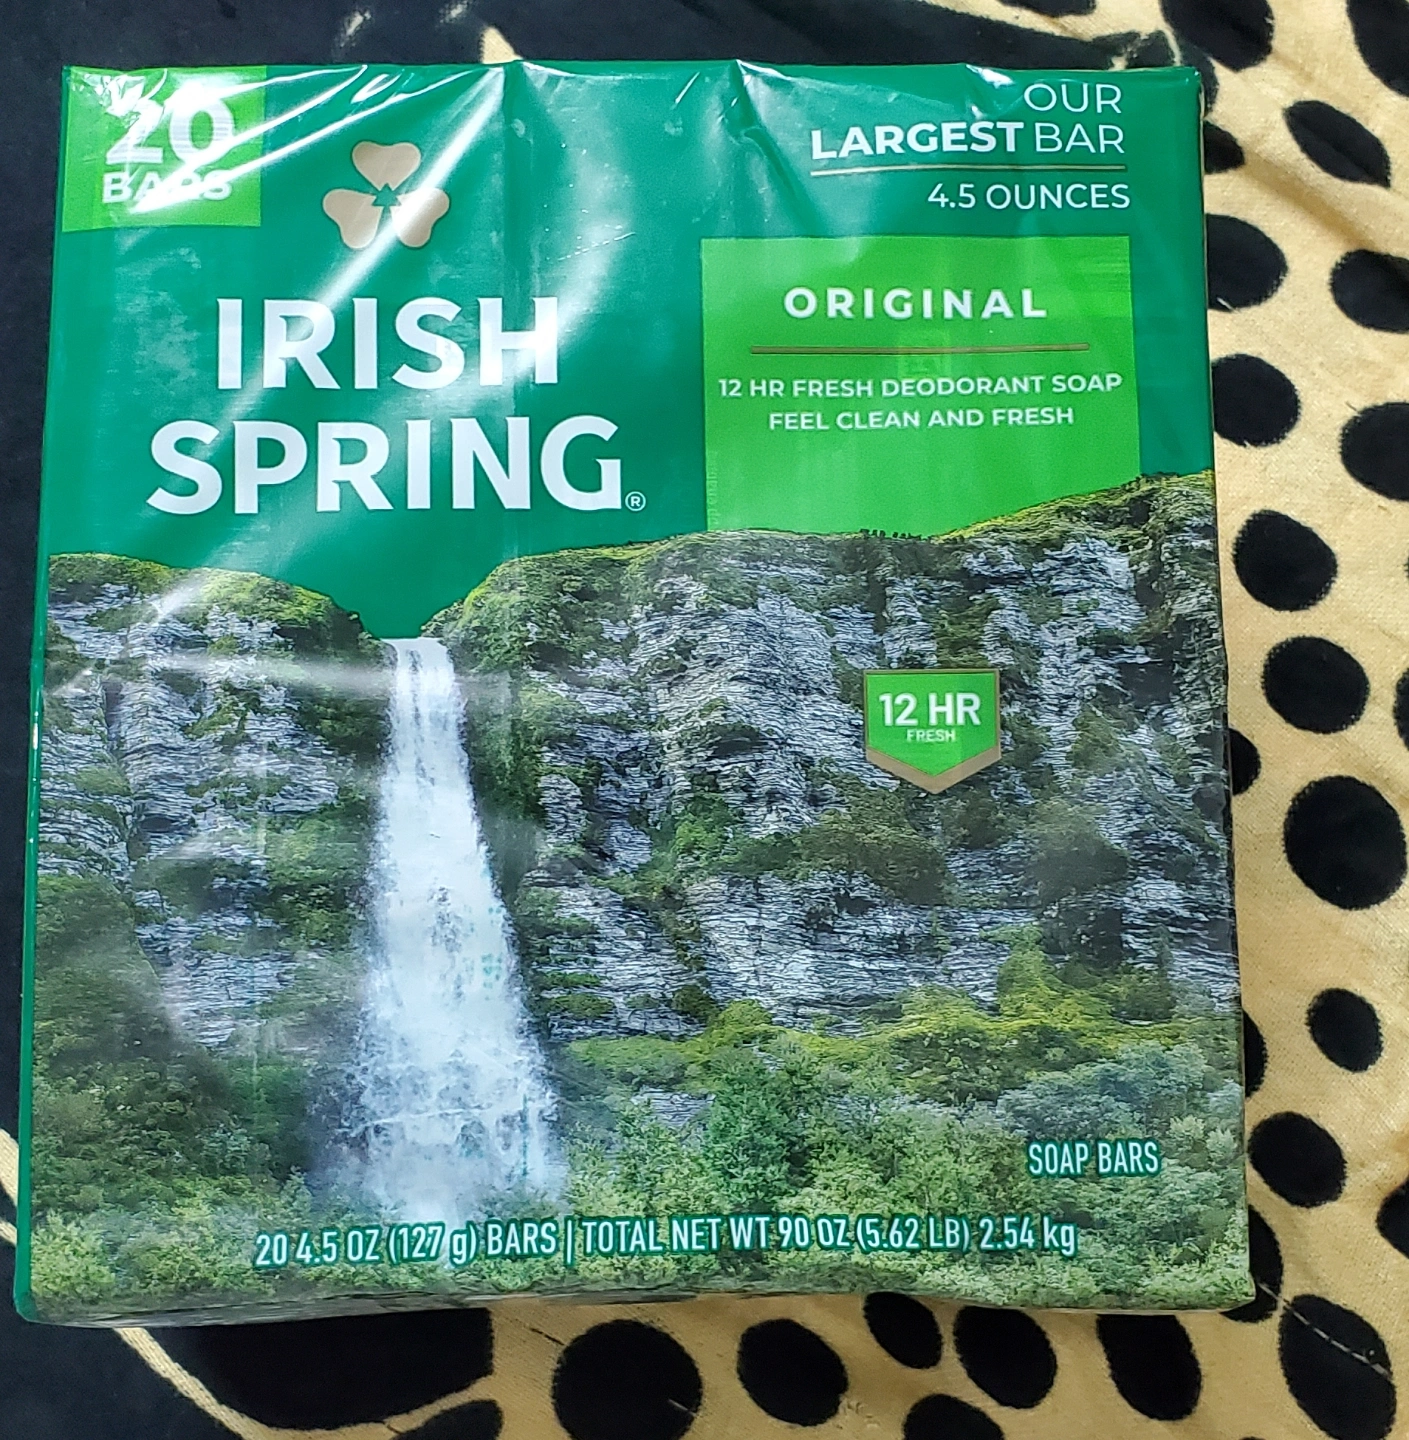 20
BARS
OUR
LARGEST BAR
4.5 OUNCES
IRISH
SPRING®
ORIGINAL
12 HR FRESH DEODORANT SOAP
FEEL CLEAN AND FRESH
12 HR
FRESH
SOAP BARS
20 4.5 OZ (127 g) BARS | TOTAL NET WT 90 OZ (5.62 LB) 2.54 kg